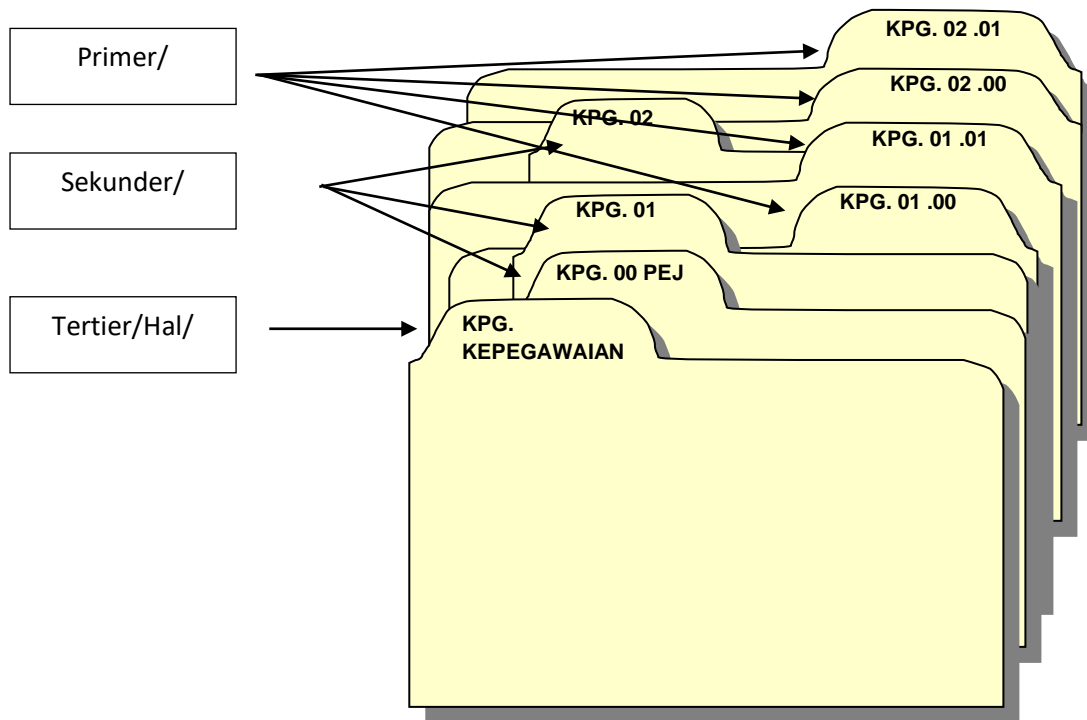 Primer/
Sekunder/
Tertier/Hal/
KPG. 02 .01
KPG. 02 .00
KPG. 02
KPG. 01 .01
KPG. 01 .00
KPG. 01
KPG. 00 PEJ
KPG.
KEPEGAWAIAN